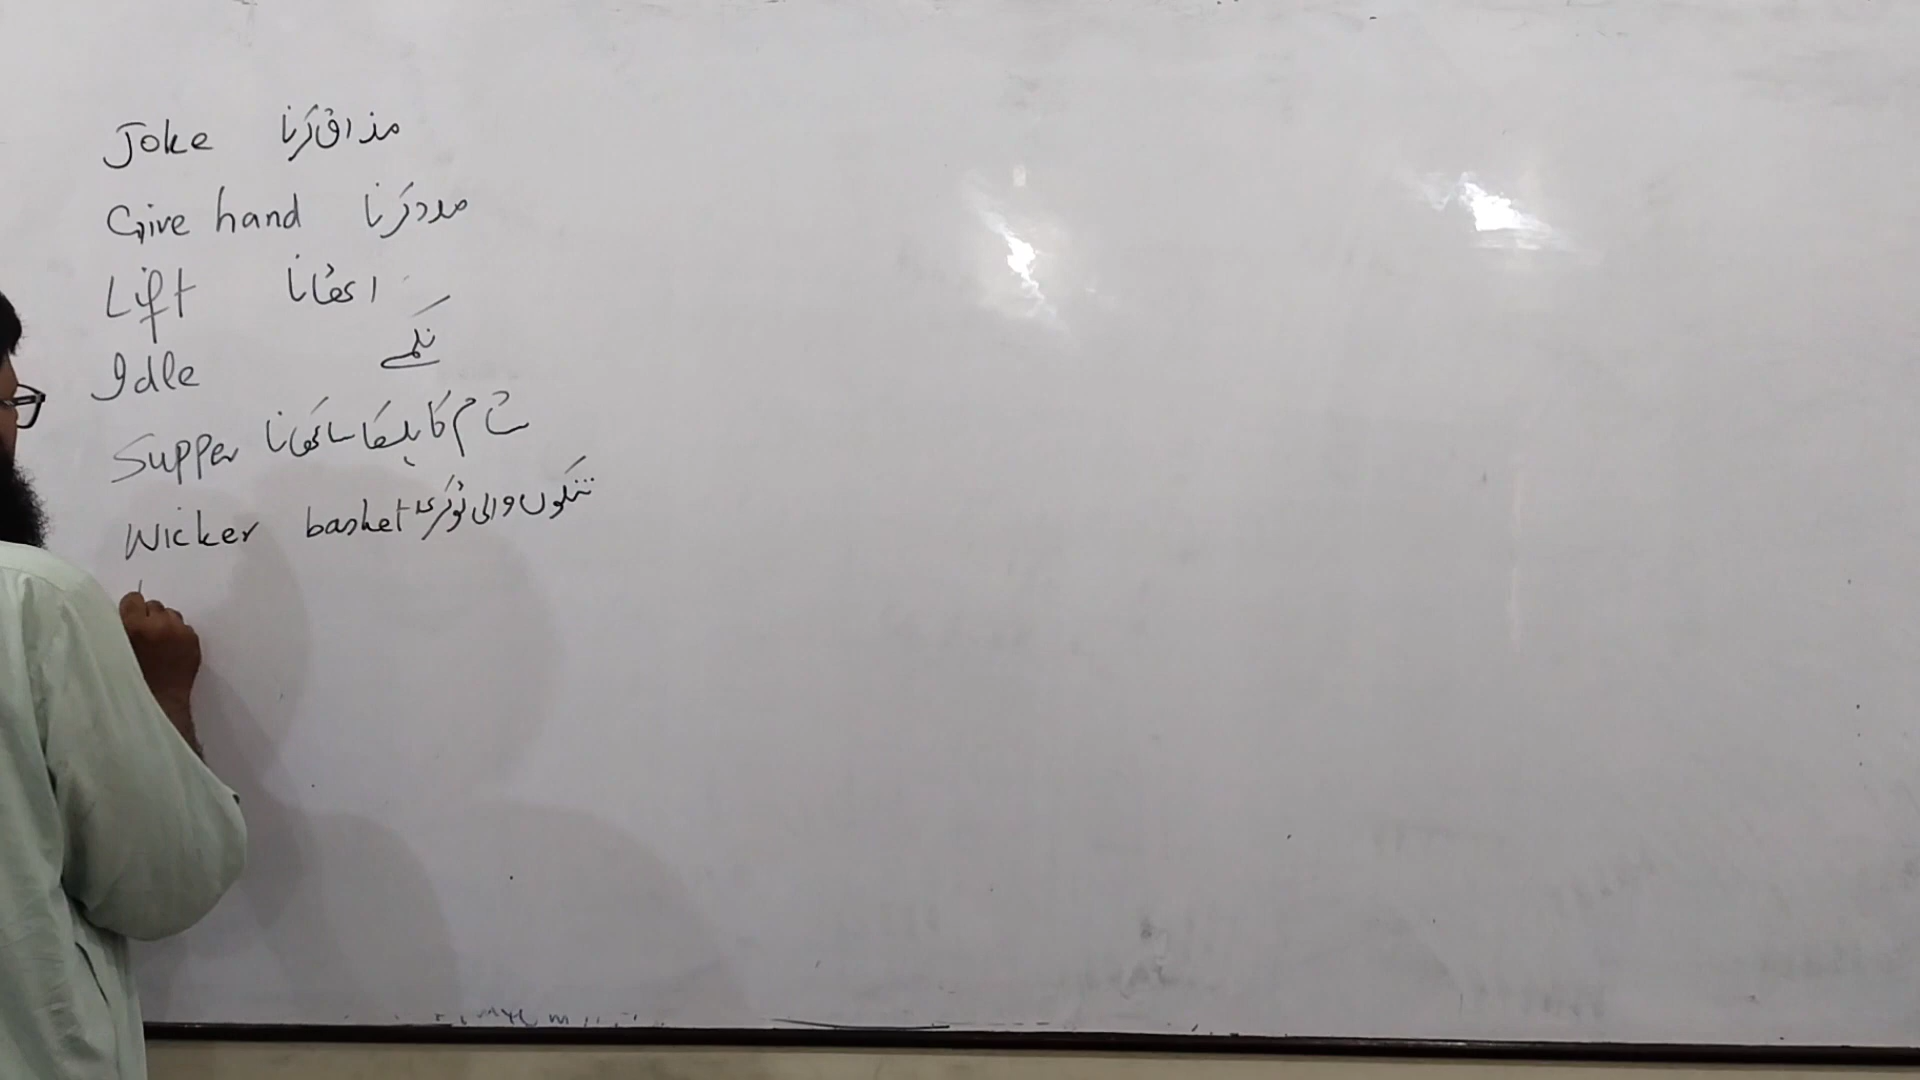 Joke مذاق کرنا
Give hand مدد کرنا
Lift اٹھانا
Idle نکمے
Supper شام کا ہلکا سا کھانا
Wicker basket تنکوں والی ٹوکری